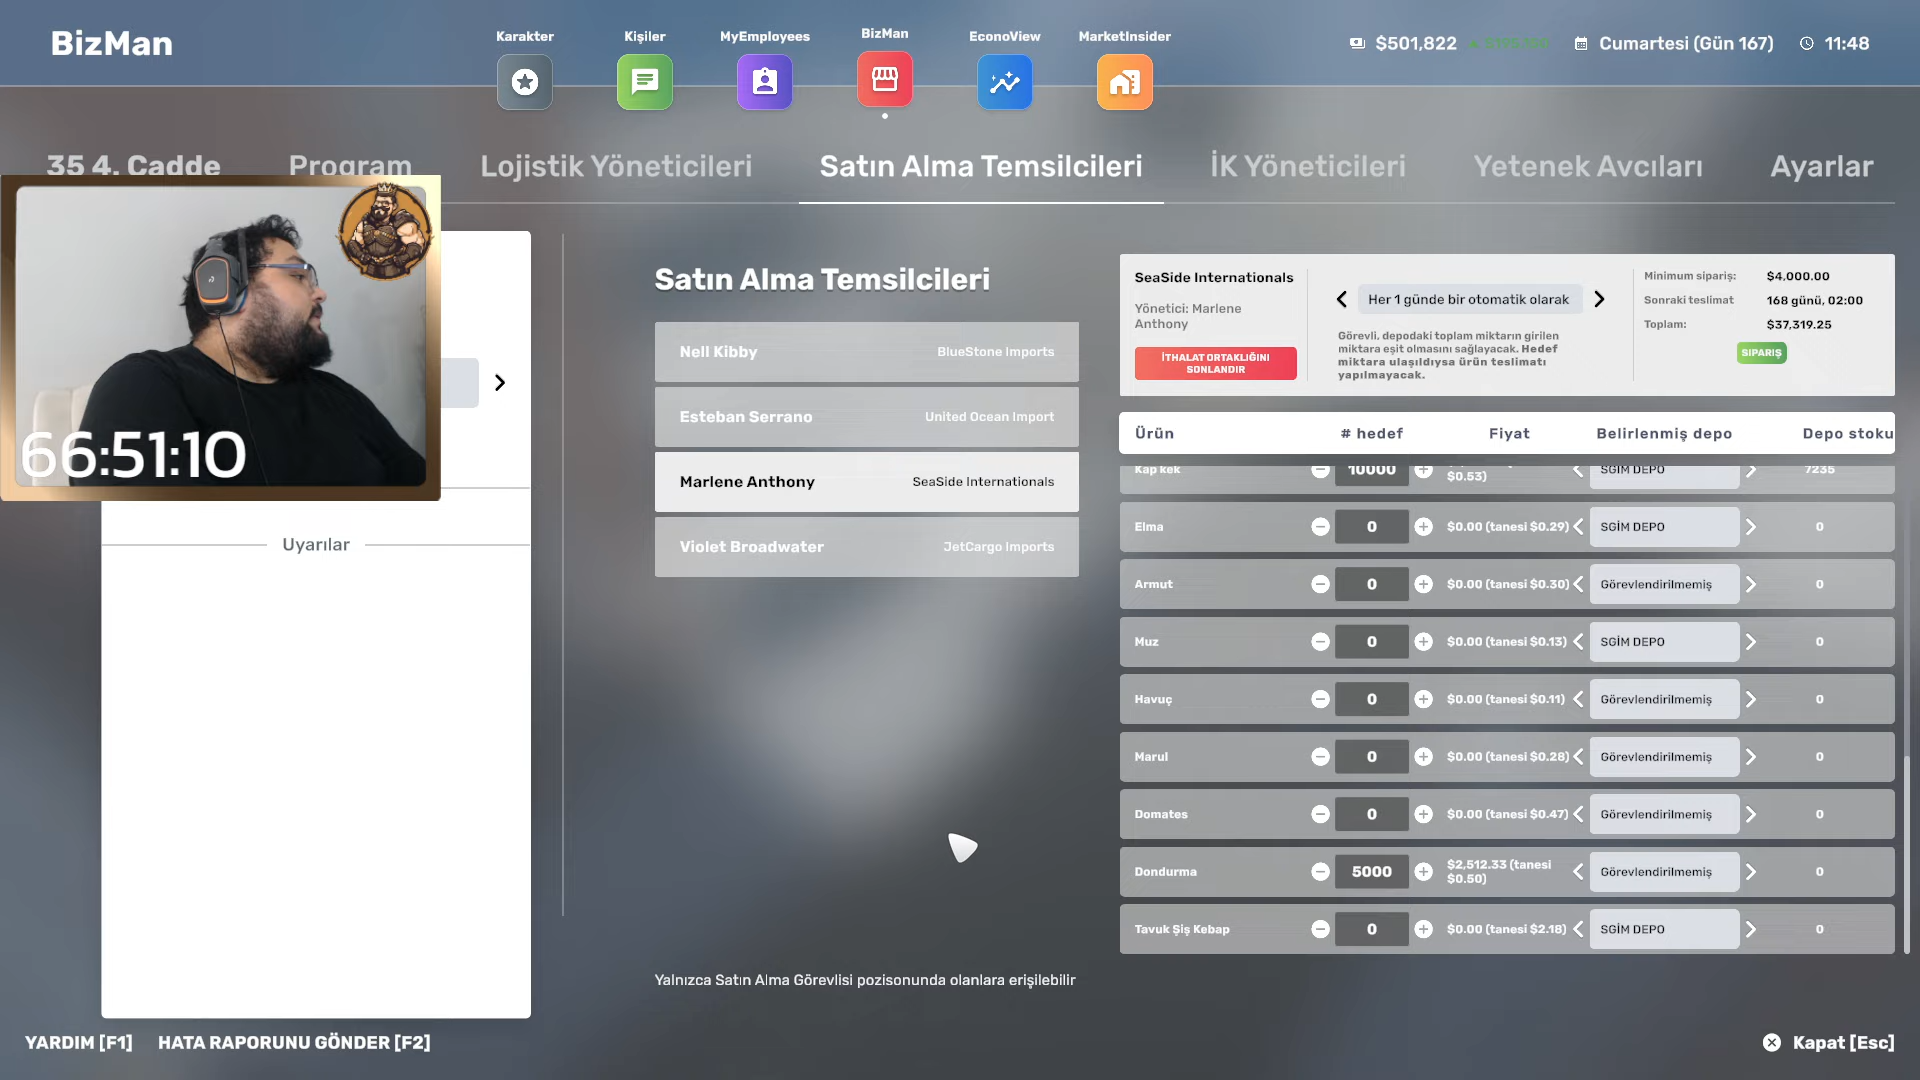 BizMan
Karakter
Kişiler
MyEmployees
BizMan
EconoView
MarketInsider
$501,822
Cumartesi (Gün 167)
11:48
35 4. Cadde
Program
Lojistik Yöneticileri
Satın Alma Temsilcileri
İK Yöneticileri
Yetenek Avcıları
Ayarlar
66:51:10
Uyarılar
Satın Alma Temsilcileri
Nell Kibby BlueStone Imports
Esteban Serrano United Ocean Import
Marlene Anthony SeaSide Internationals
Violet Broadwater JetCargo Imports
Yalnızca Satın Alma Görevlisi pozisonunda olanlara erişilebilir
SeaSide Internationals
Yönetici: Marlene
Anthony
İTHALAT ORTAKLIĞINI
SONLANDIR
Her 1 günde bir otomatik olarak
Görevli, depodaki toplam miktarın girilen
miktara eşit olmasını sağlayacak. Hedef
miktara ulaşıldıysa ürün teslimatı
yapılmayacak.
Minimum sipariş: $4,000.00
Sonraki teslimat 168 günü, 02:00
Toplam: $37,319.25
SIPARIŞ
Ürün # hedef Fiyat Belirlenmiş depo Depo stoku
Kap kek 10000 $0.53) SGİM DEPO 7235
Elma 0 $0.00 (tanesi $0.29) SGİM DEPO 0
Armut 0 $0.00 (tanesi $0.30) Görevlendirilmemiş 0
Muz 0 $0.00 (tanesi $0.13) SGİM DEPO 0
Havuç 0 $0.00 (tanesi $0.11) Görevlendirilmemiş 0
Marul 0 $0.00 (tanesi $0.28) Görevlendirilmemiş 0
Domates 0 $0.00 (tanesi $0.47) Görevlendirilmemiş 0
Dondurma 5000 $2,512.33 (tanesi $0.50) Görevlendirilmemiş 0
Tavuk Şiş Kebap 0 $0.00 (tanesi $2.18) SGİM DEPO 0
YARDIM [F1]
HATA RAPORUNU GÖNDER [F2]
Kapat [Esc]